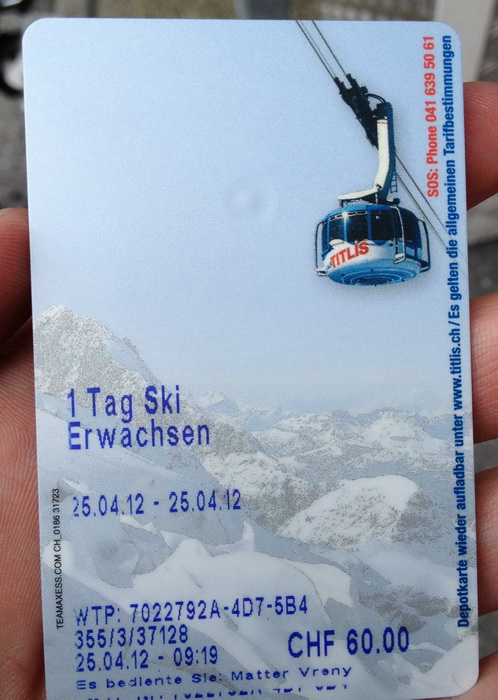 SOS: Phone 041 639 50 61
Depotkarte wieder aufladbar unter www.titlis.ch / Es gelten die allgemeinen Tarifbestimmungen
TITLIS
1 Tag Ski
Erwachsen
25.04.12 - 25.04.12
TEAMAXESS.COM CH_0186 31723
WTP: 7022792A-4D7-5B4
355/3/37128
CHF 60.00
25.04.12 - 09:19
Es bediente Sie: Matter Vreny